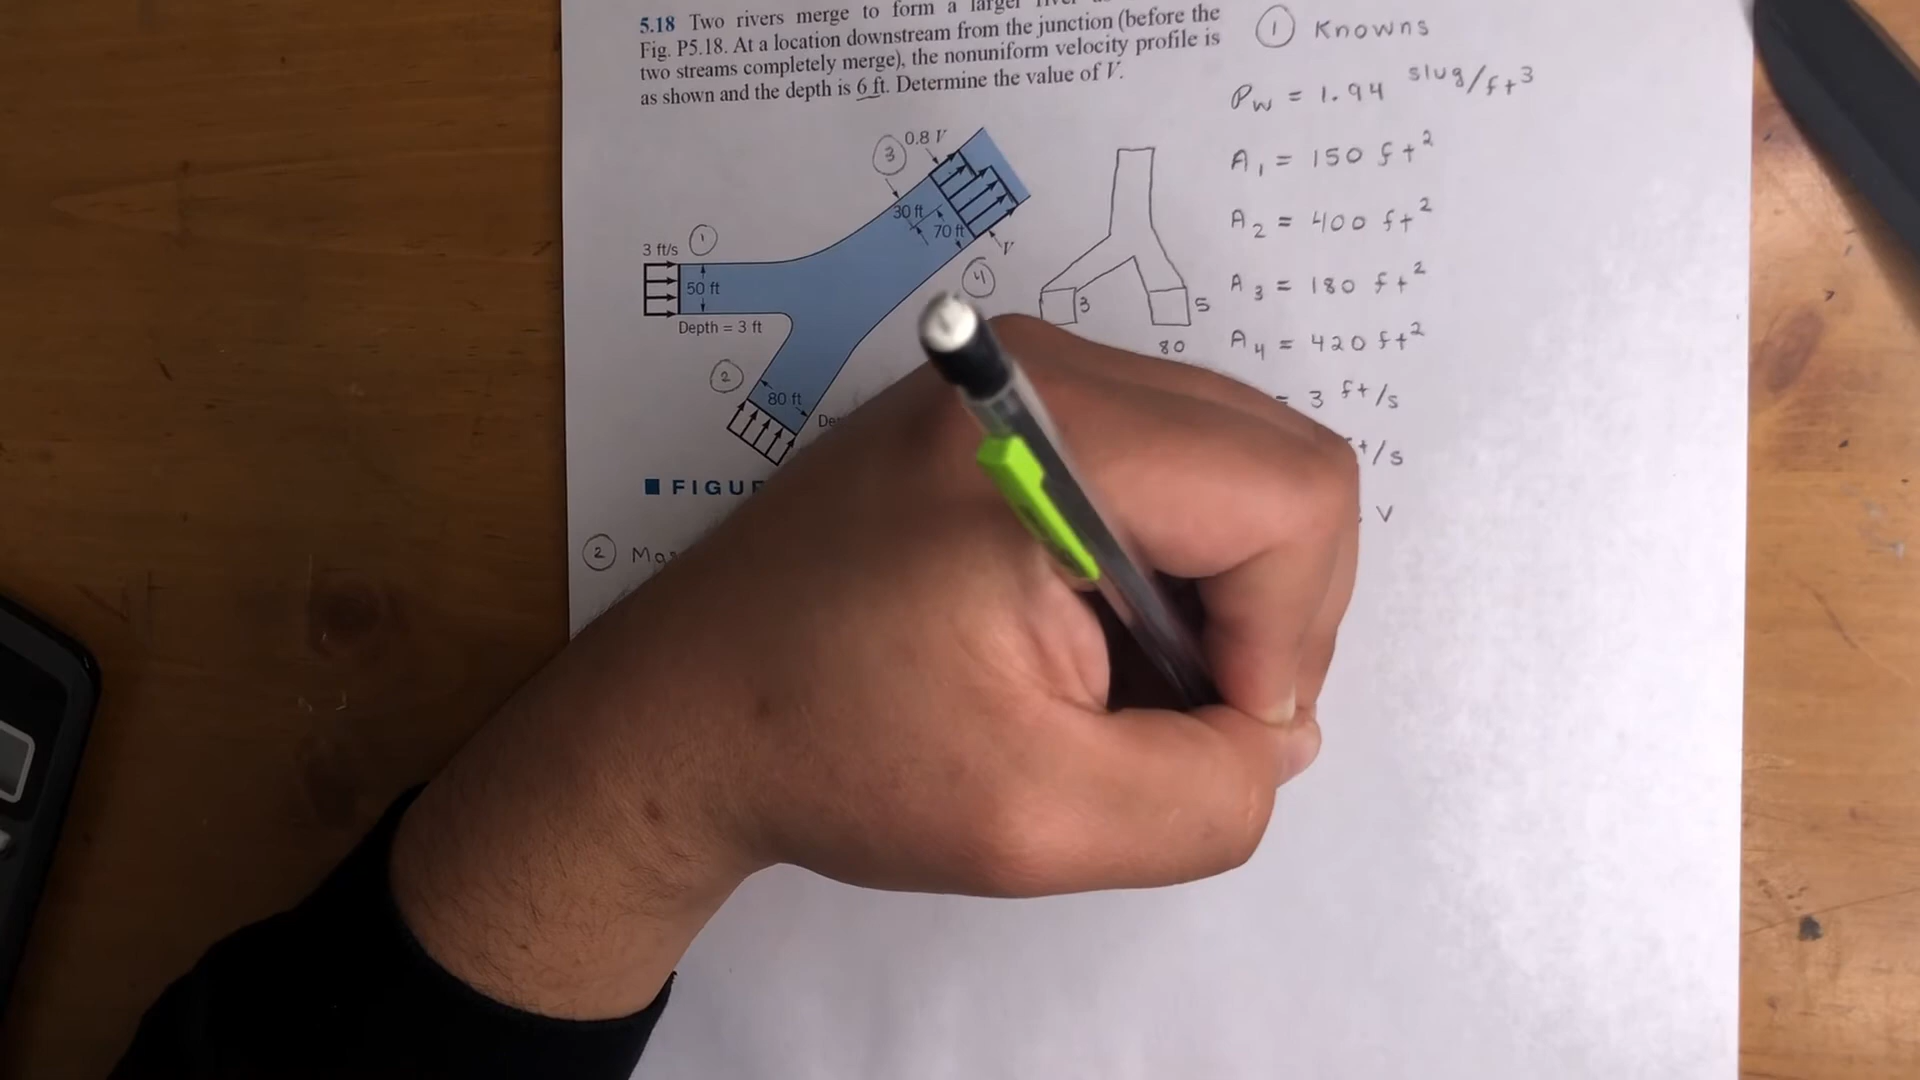 5.18 Two rivers merge to form a larger river
Fig. P5.18. At a location downstream from the junction (before the
two streams completely merge), the nonuniform velocity profile is
as shown and the depth is 6 ft. Determine the value of V.
3 0.8 V
30 ft
70 ft
V
4
3 ft/s 1
50 ft
Depth = 3 ft
2
80 ft
De
FIGU
3
5
80
1 Knowns
ρw = 1.94 slug/ft3
A1 = 150 ft2
A2 = 400 ft2
A3 = 180 ft2
A4 = 420 ft2
= 3 ft/s
t/s
V
2 Mas